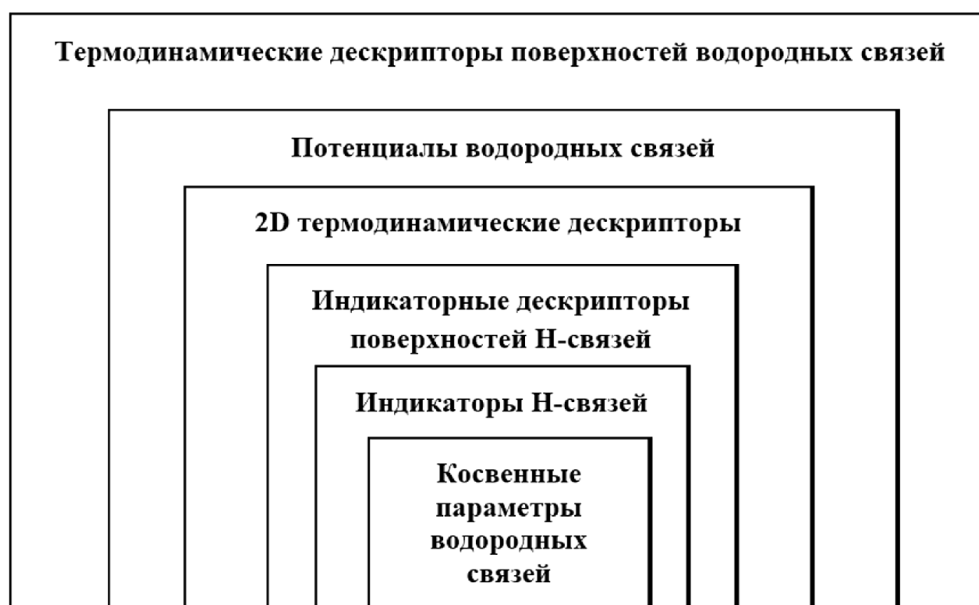 Термодинамические дескрипторы поверхностей водородных связей
Потенциалы водородных связей
2D термодинамические дескрипторы
Индикаторные дескрипторы
поверхностей Н-связей
Индикаторы Н-связей
Косвенные
параметры
водородных
связей